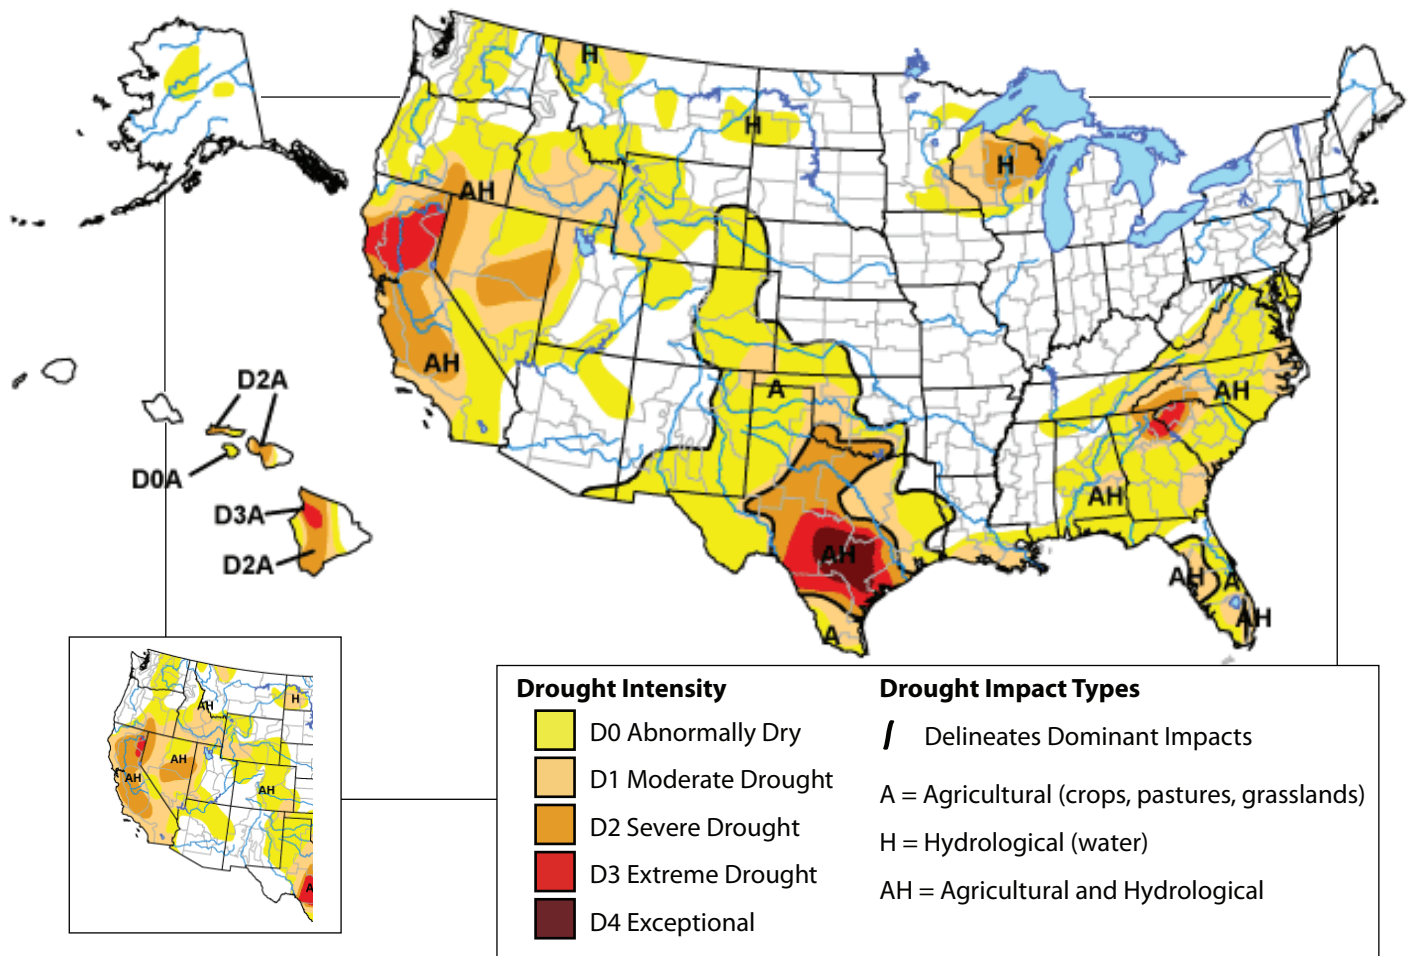 H
H
H
AH
A
AH
D2A
AH
A
D0A
AH
D3A
AH
D2A
AH
A
AH
A
H
AH
AH
AH
AH
A
Drought Intensity
D0 Abnormally Dry
D1 Moderate Drought
D2 Severe Drought
D3 Extreme Drought
D4 Exceptional
Drought Impact Types
Delineates Dominant Impacts
A = Agricultural (crops, pastures, grasslands)
H = Hydrological (water)
AH = Agricultural and Hydrological